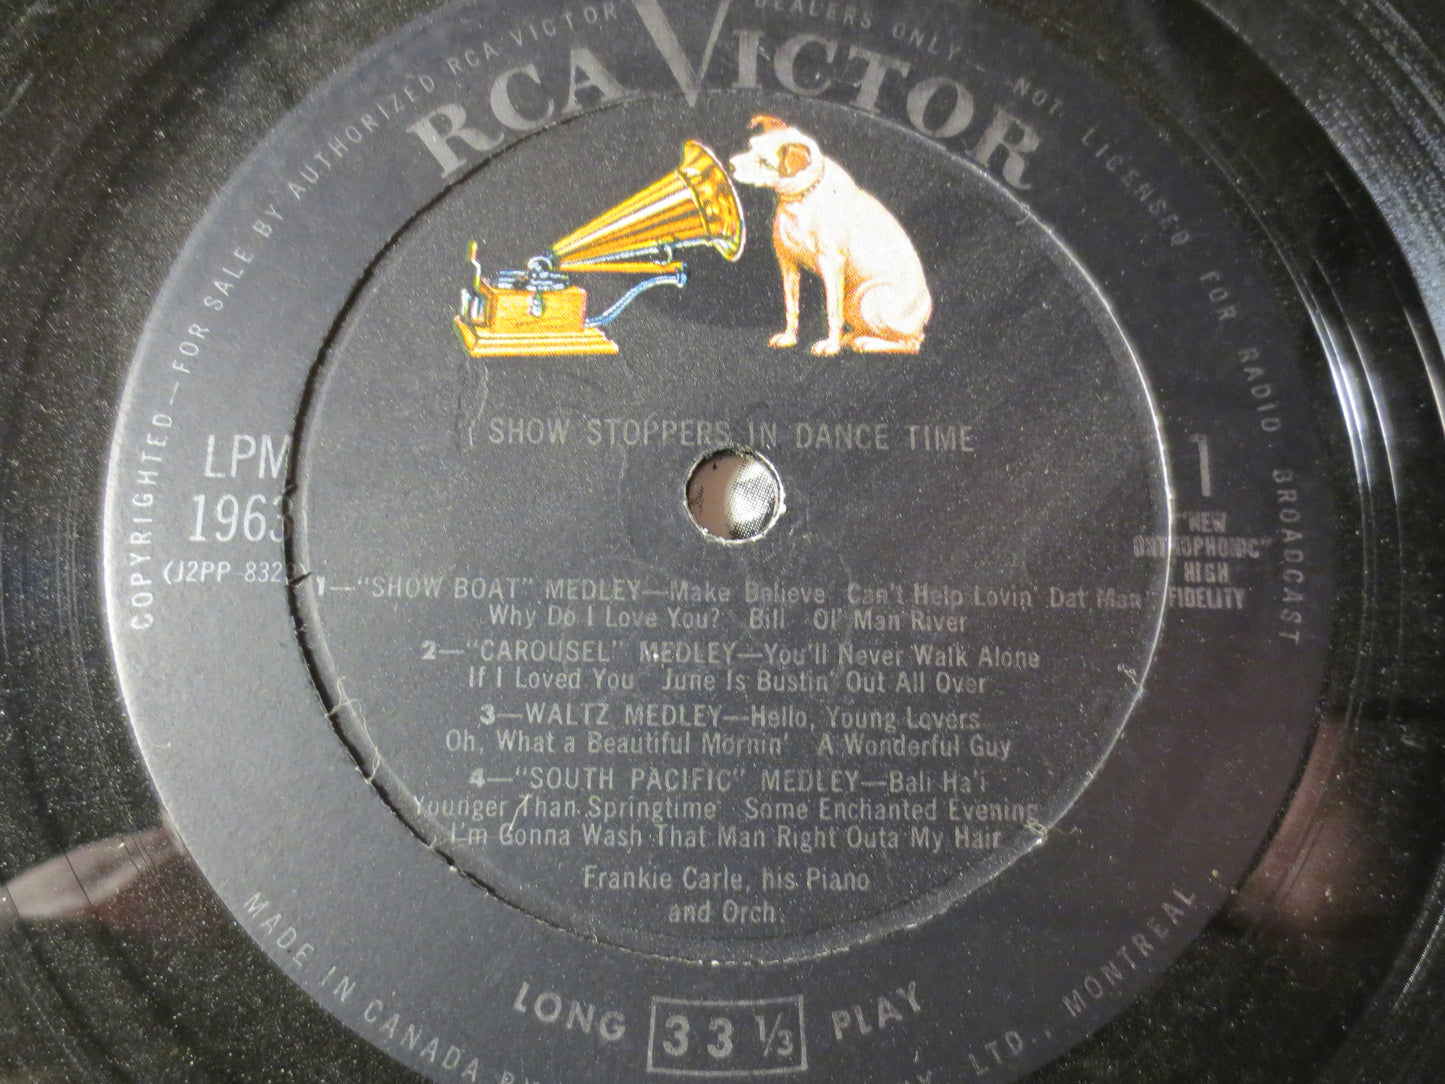 COPYRIGHTED—FOR SALE BY AUTHORIZED RCA VICTOR DEALERS ONLY—NOT LICENSED FOR RADIO BROADCAST
RCA VICTOR
SHOW STOPPERS IN DANCE TIME
LPM
1963
(J2PP 832
1
"NEW
ORTHOPHONIC"
HIGH
FIDELITY
1—"SHOW BOAT" MEDLEY—Make Believe Can't Help Lovin' Dat Man
Why Do I Love You? Bill Ol' Man River
2—"CAROUSEL" MEDLEY—You'll Never Walk Alone
If I Loved You June Is Bustin' Out All Over
3—WALTZ MEDLEY—Hello, Young Lovers
Oh, What a Beautiful Mornin' A Wonderful Guy
4—"SOUTH PACIFIC" MEDLEY—Bali Ha'i
Younger Than Springtime Some Enchanted Evening
I'm Gonna Wash That Man Right Outa My Hair
Frankie Carle, his Piano
and Orch.
LONG 33 1/3 PLAY
MADE IN CANADA LTD., MONTREAL